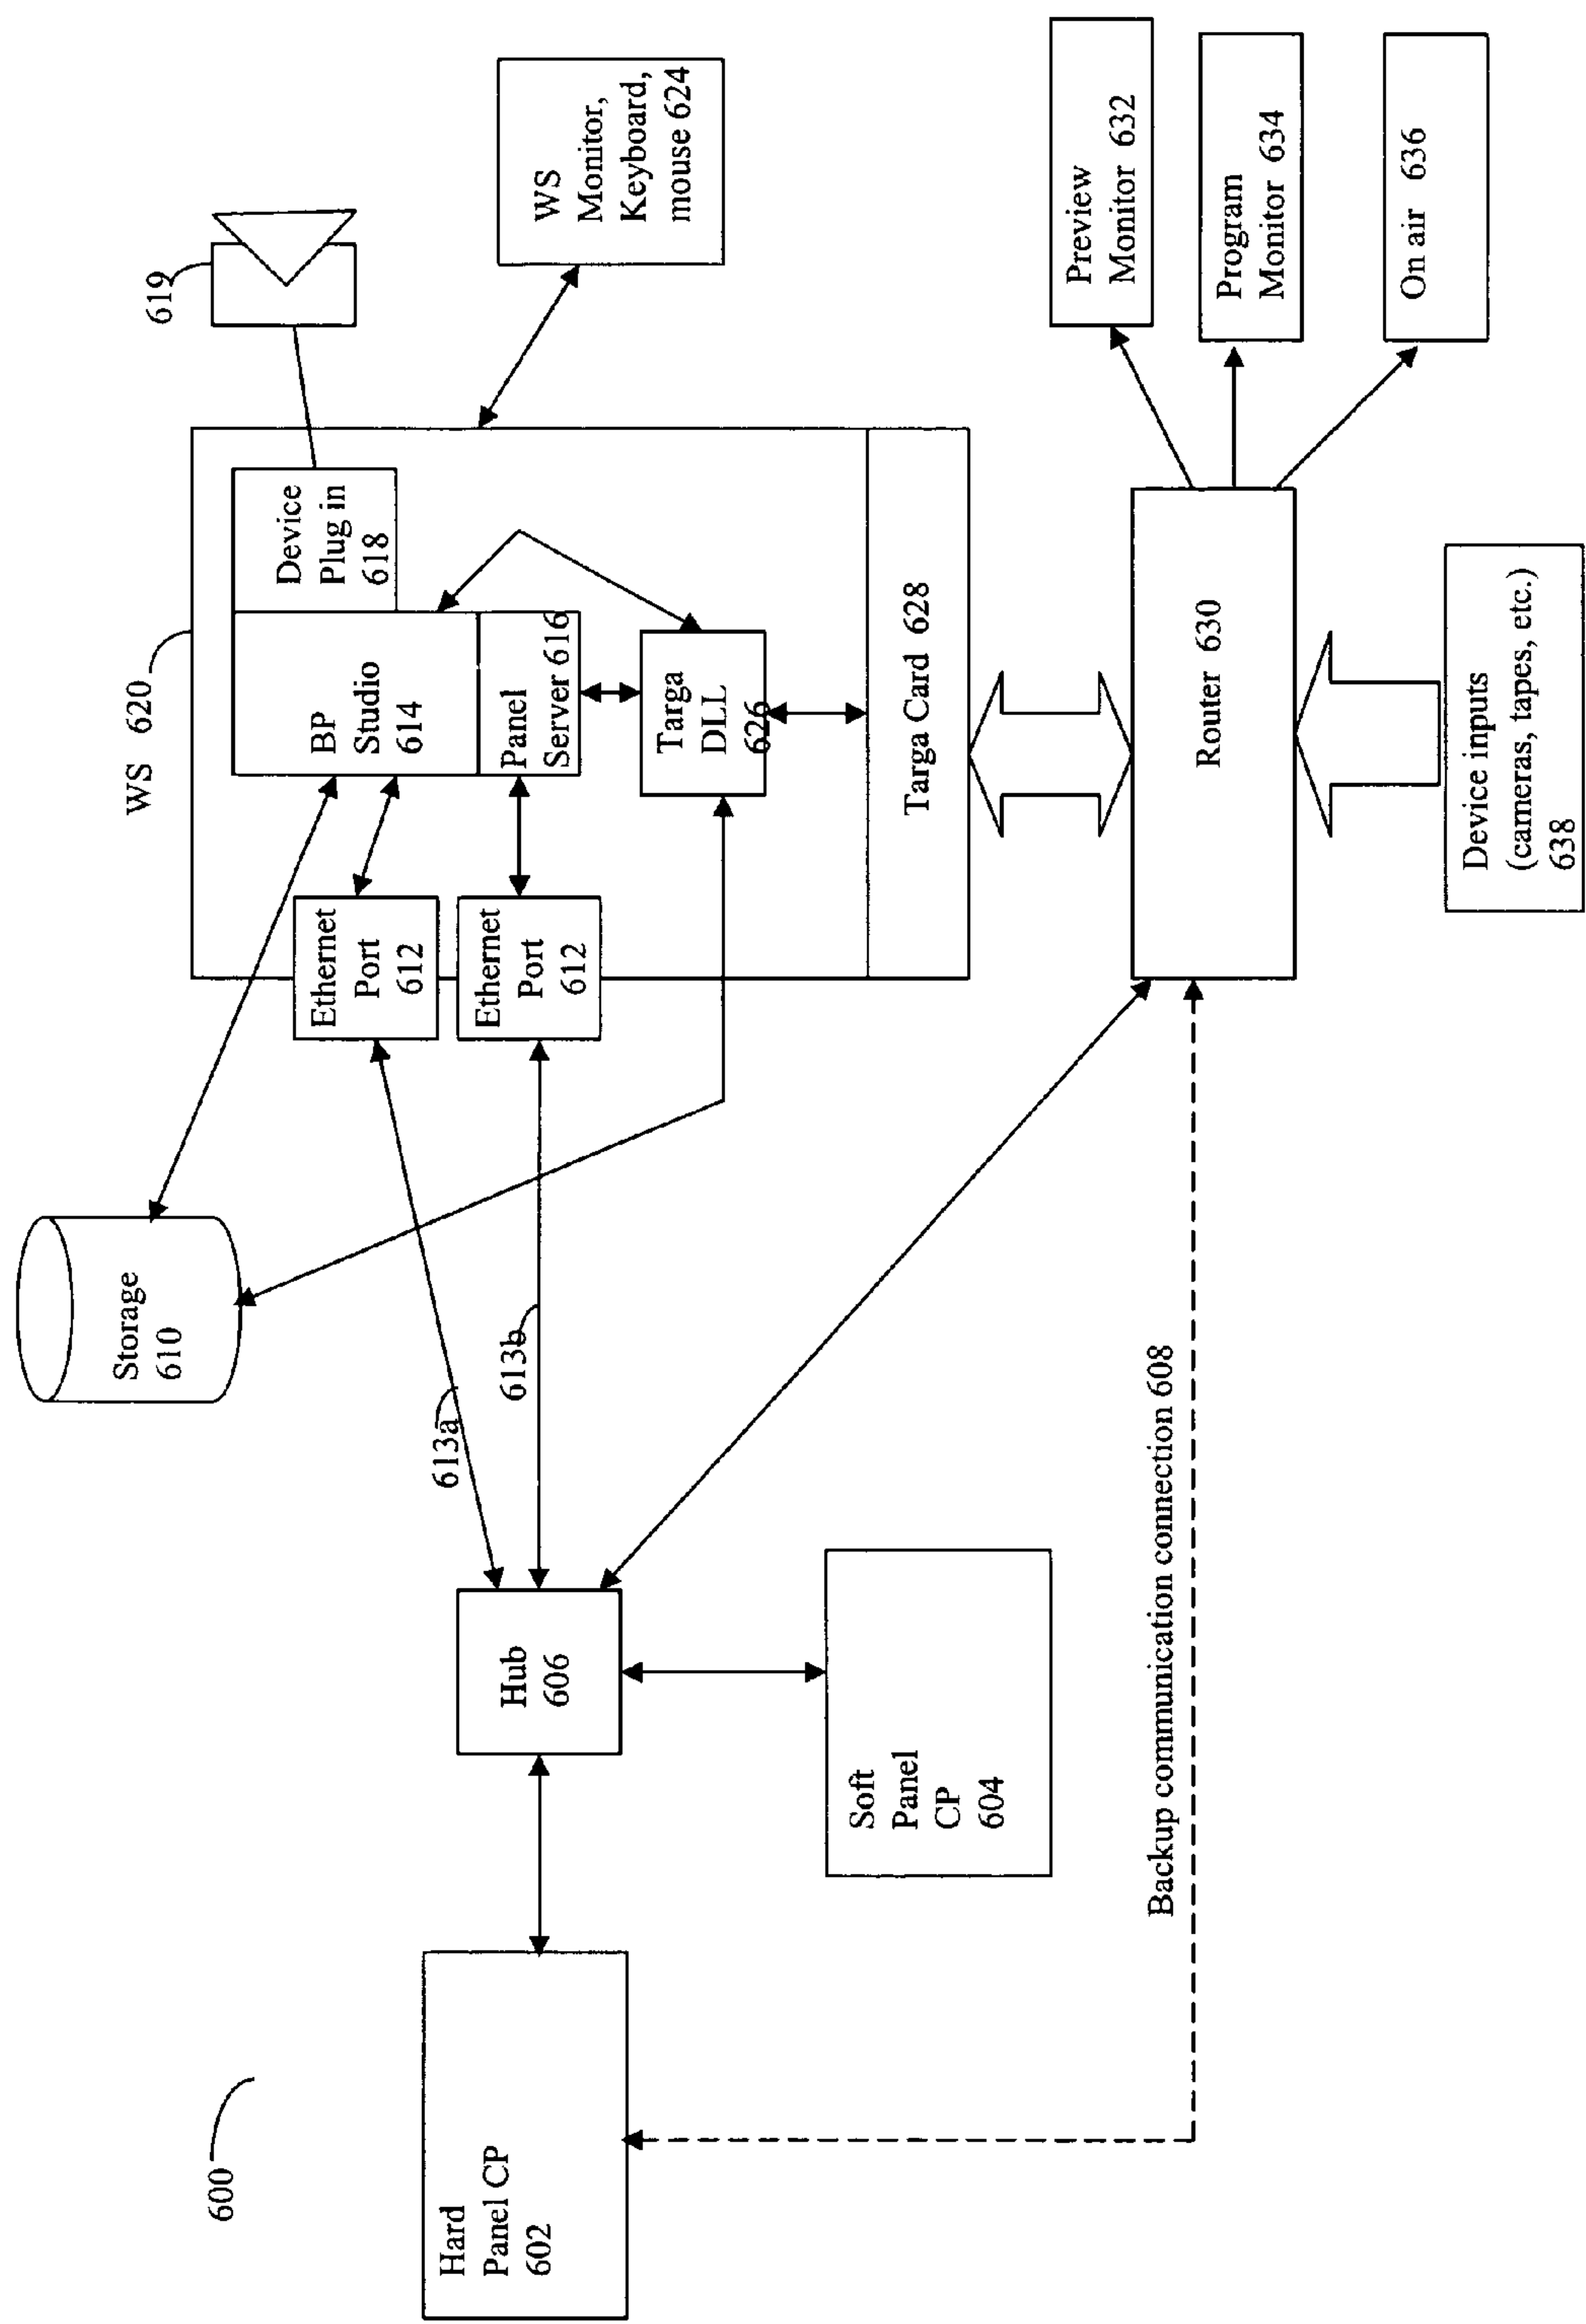 600
Hard
Panel CP
602
Hub
606
Soft
Panel
CP
604
Backup communication connection 608
613a
613b
Storage
610
Ethernet
Port
612
Ethernet
Port
612
WS 620
BP
Studio
614
Panel
Server 616
Device
Plug in
618
619
Targa
DLL
626
Targa Card 628
WS
Monitor,
Keyboard,
mouse 624
Router 630
Device inputs
(cameras, tapes, etc.)
638
Preview
Monitor 632
Program
Monitor 634
On air 636